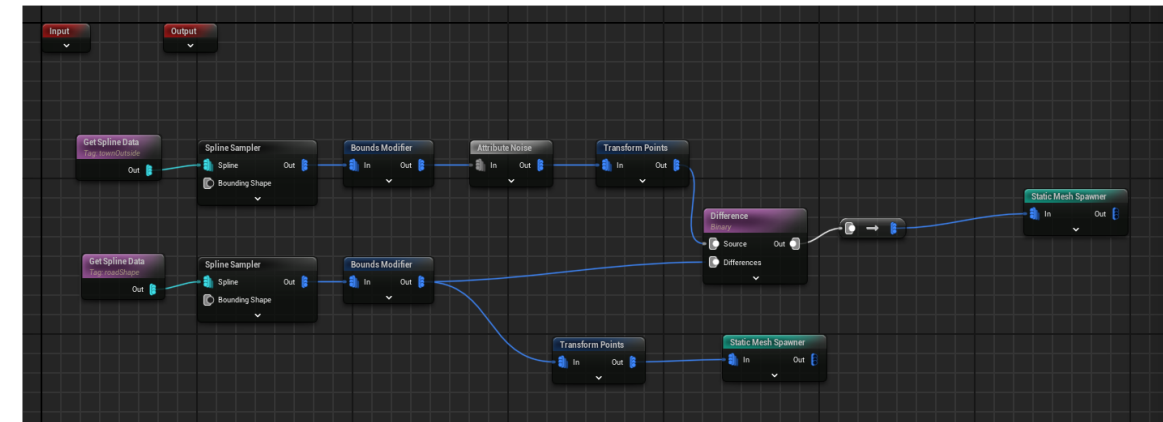 Input
Output
Get Spline Data
Tag: townOutside
Out
Spline Sampler
Spline Out
Bounding Shape
Bounds Modifier
In Out
Attribute Noise
In Out
Transform Points
In Out
Difference
Binary
Source Out
Differences
Static Mesh Spawner
In Out
Get Spline Data
Tag: roadShape
Out
Spline Sampler
Spline Out
Bounding Shape
Bounds Modifier
In Out
Transform Points
In Out
Static Mesh Spawner
In Out